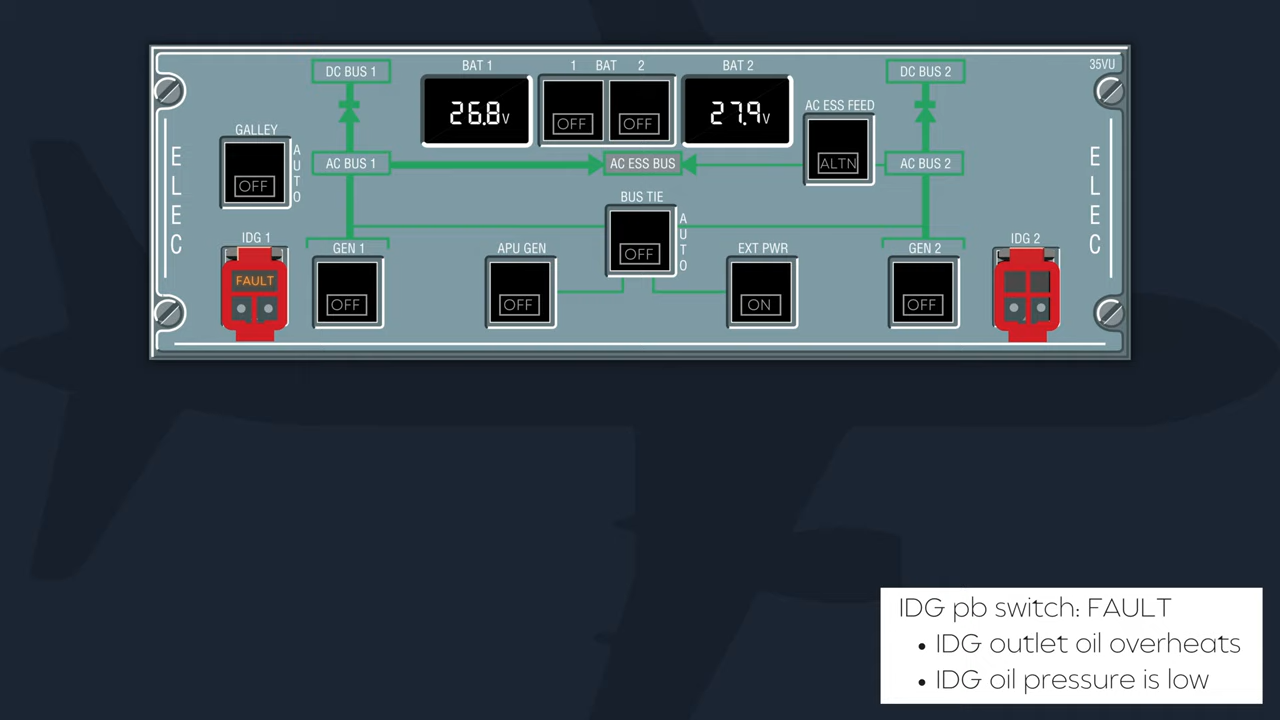 DC BUS 1
BAT 1
1 BAT 2
BAT 2
DC BUS 2
35VU
26.8V
OFF
OFF
27.9V
AC ESS FEED
ALTN
GALLEY
OFF
AUTO
AC BUS 1
AC ESS BUS
AC BUS 2
ELEC
ELEC
BUS TIE
OFF
AUTO
IDG 1
FAULT
GEN 1
OFF
APU GEN
OFF
EXT PWR
ON
GEN 2
OFF
IDG 2
IDG pb switch: FAULT
• IDG outlet oil overheats
• IDG oil pressure is low